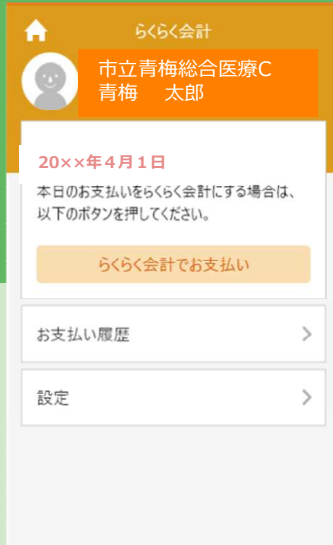 らくらく会計
市立青梅総合医療C
青梅　太郎
20××年４月１日
本日のお支払いをらくらく会計にする場合は、
以下のボタンを押してください。
らくらく会計でお支払い
お支払い履歴
設定